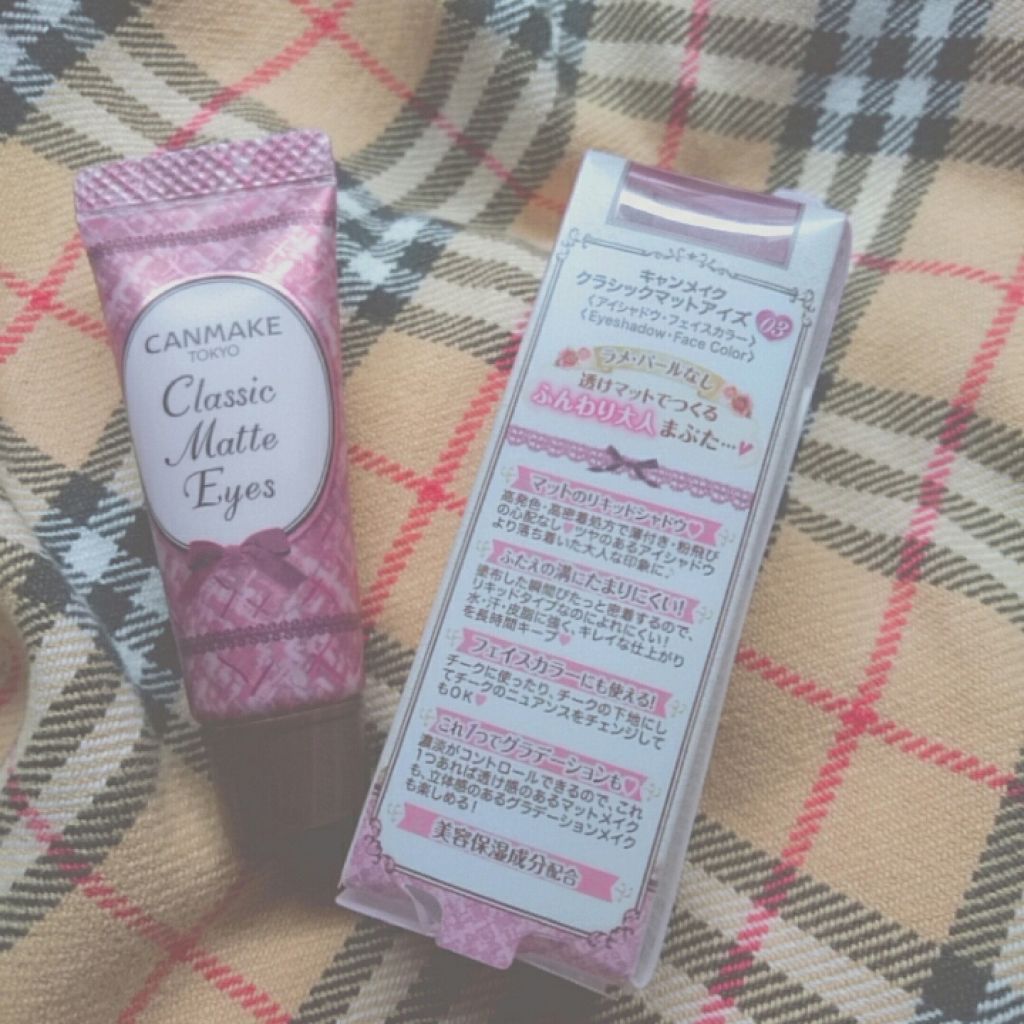 CANMAKE
TOKYO
Classic
Matte
Eyes
キャンメイク
クラシックマットアイズ 03
〈アイシャドウ・フェイスカラー〉
〈Eyeshadow・Face Color〉
ラメ・パールなし
透けマットでつくる
ふんわり大人まぶた…♥
マットのリキッドシャドウ♡
高発色・高密着処方で薄付き・粉飛び
の心配なし♥ツヤのあるアイシャドウ
より落ち着いた大人な印象に。
ふたえの溝にたまりにくい!
塗布した瞬間ぴたっと密着するので、
リキッドタイプなのによれにくい!
水・汗・皮脂に強く、キレイな仕上がり
を長時間キープ♥
フェイスカラーにも使える!
チークに使ったり、チークの下地にし
てチークのニュアンスをチェンジして
もOK♥
これ1つでグラデーションも♡
濃淡がコントロールできるので、これ
1つあれば透け感のあるマットメイク
も、立体感のあるグラデーションメイク
も楽しめる!
美容保湿成分配合